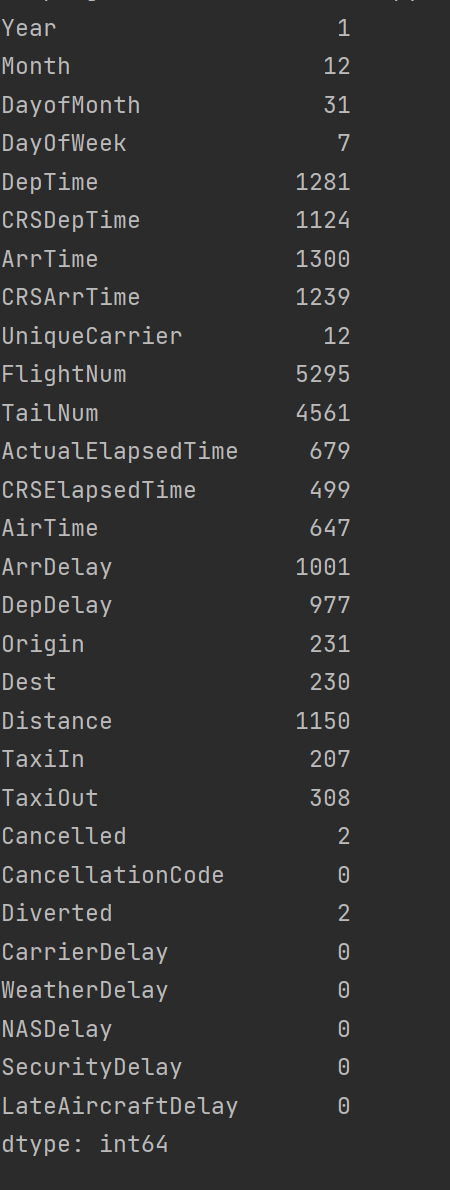 Year 1
Month 12
DayofMonth 31
DayOfWeek 7
DepTime 1281
CRSDepTime 1124
ArrTime 1300
CRSArrTime 1239
UniqueCarrier 12
FlightNum 5295
TailNum 4561
ActualElapsedTime 679
CRSElapsedTime 499
AirTime 647
ArrDelay 1001
DepDelay 977
Origin 231
Dest 230
Distance 1150
TaxiIn 207
TaxiOut 308
Cancelled 2
CancellationCode 0
Diverted 2
CarrierDelay 0
WeatherDelay 0
NASDelay 0
SecurityDelay 0
LateAircraftDelay 0
dtype: int64